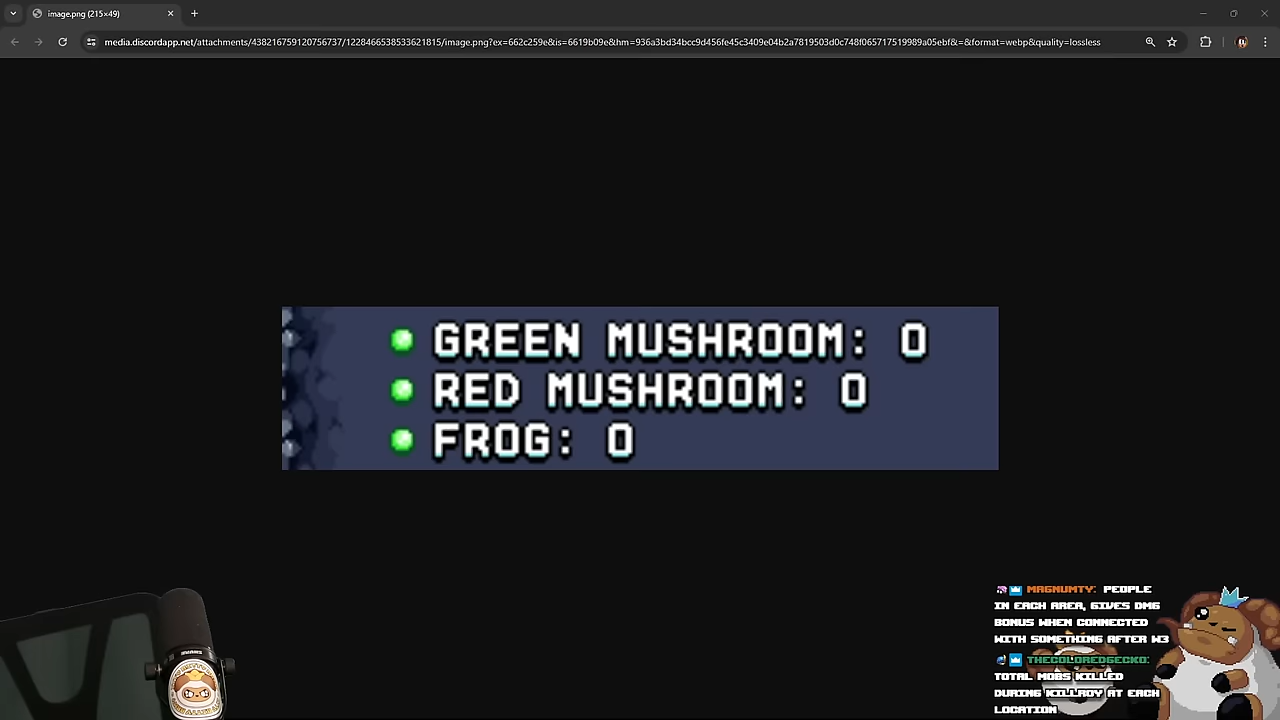 image.png (215×49)
media.discordapp.net/attachments/438216759120756737/1228466538533621815/image.png?ex=662c259e&is=6619b09e&hm=936a3bd34bcc9d456fe45c3409e04b2a7819503d0c748f065717519989a05ebf&=&format=webp&quality=lossless
GREEN MUSHROOM: 0
RED MUSHROOM: 0
FROG: 0
MAGNUMTY: PEOPLE
IN EACH AREA, GIVES DMG
BONUS WHEN CONNECTED
WITH SOMETHING AFTER W3
THECOLOREDGECKO:
TOTAL MOBS KILLED
DURING KILLROY AT EACH
LOCATION